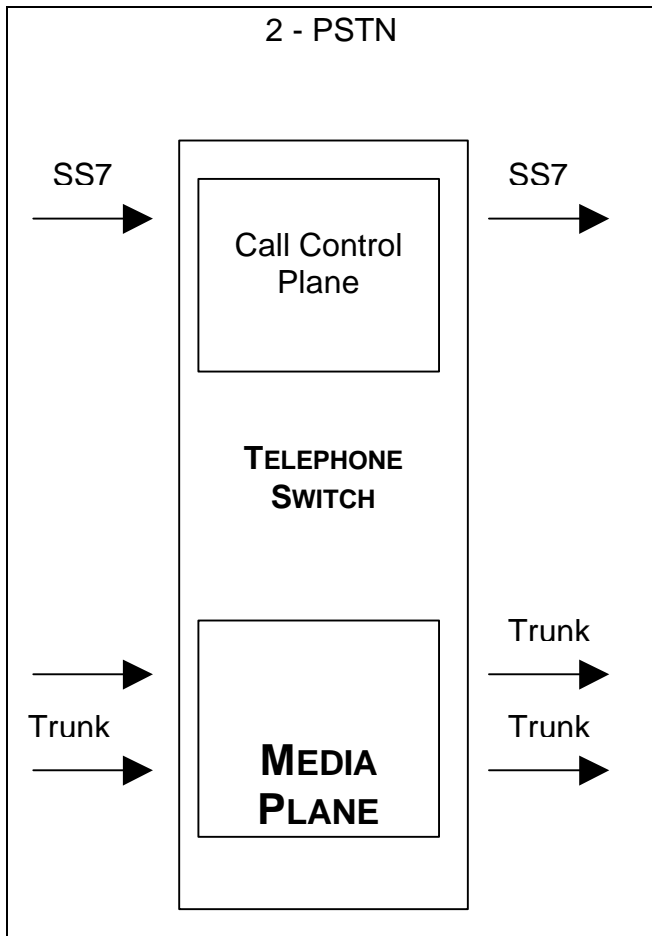 2 - PSTN
SS7
SS7
Call Control
Plane
TELEPHONE
SWITCH
Trunk
Trunk
Trunk
MEDIA
PLANE